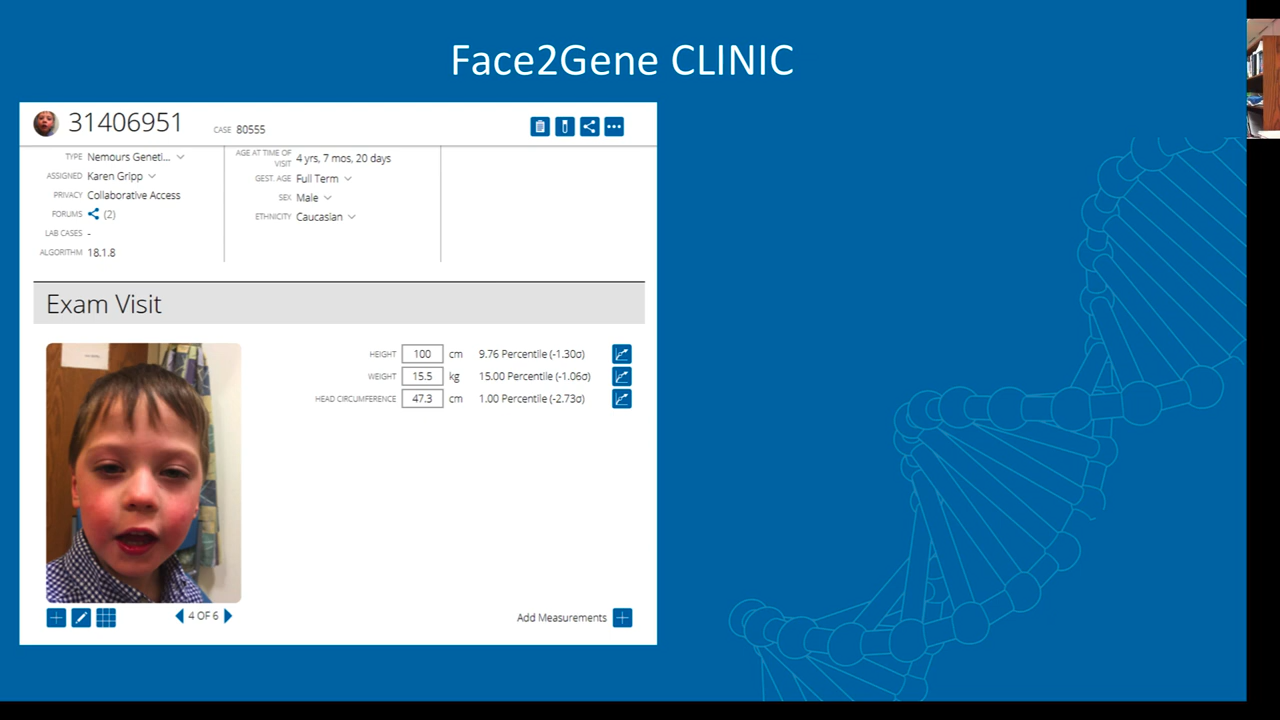 Face2Gene CLINIC
31406951
CASE 80555
TYPE Nemours Geneti...
ASSIGNED Karen Gripp
PRIVACY Collaborative Access
FORUMS (2)
LAB CASES -
ALGORITHM 18.1.8
AGE AT TIME OF
VISIT 4 yrs, 7 mos, 20 days
GEST. AGE Full Term
SEX Male
ETHNICITY Caucasian
Exam Visit
HEIGHT 100 cm 9.76 Percentile (-1.30σ)
WEIGHT 15.5 kg 15.00 Percentile (-1.06σ)
HEAD CIRCUMFERENCE 47.3 cm 1.00 Percentile (-2.73σ)
4 OF 6
Add Measurements